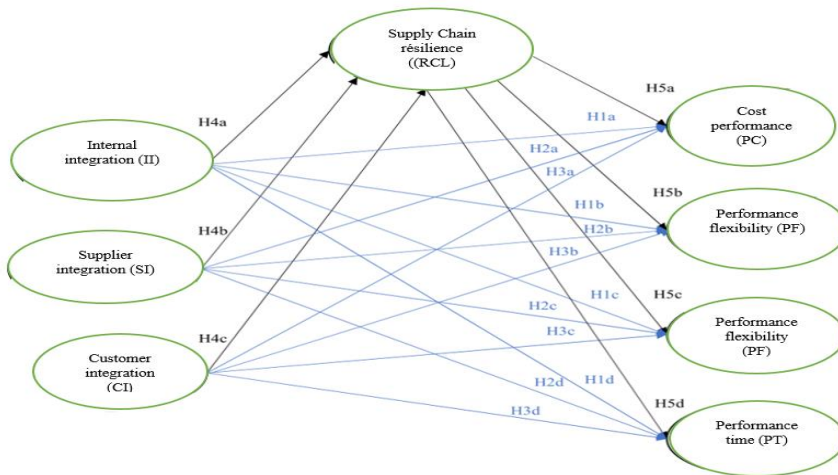 Supply Chain
résilience
((RCL)
H4a
H5a
Cost
performance
(PC)
H1a
Internal
integration (II)
H2a
H3a
H5b
H1b
Performance
flexibility (PF)
H4b
H2b
H3b
Supplier
integration (SI)
H1c
H5c
H2c
Performance
flexibility
(PF)
H4c
H3c
Customer
integration
(CI)
H1d
H2d
H5d
H3d
Performance
time (PT)